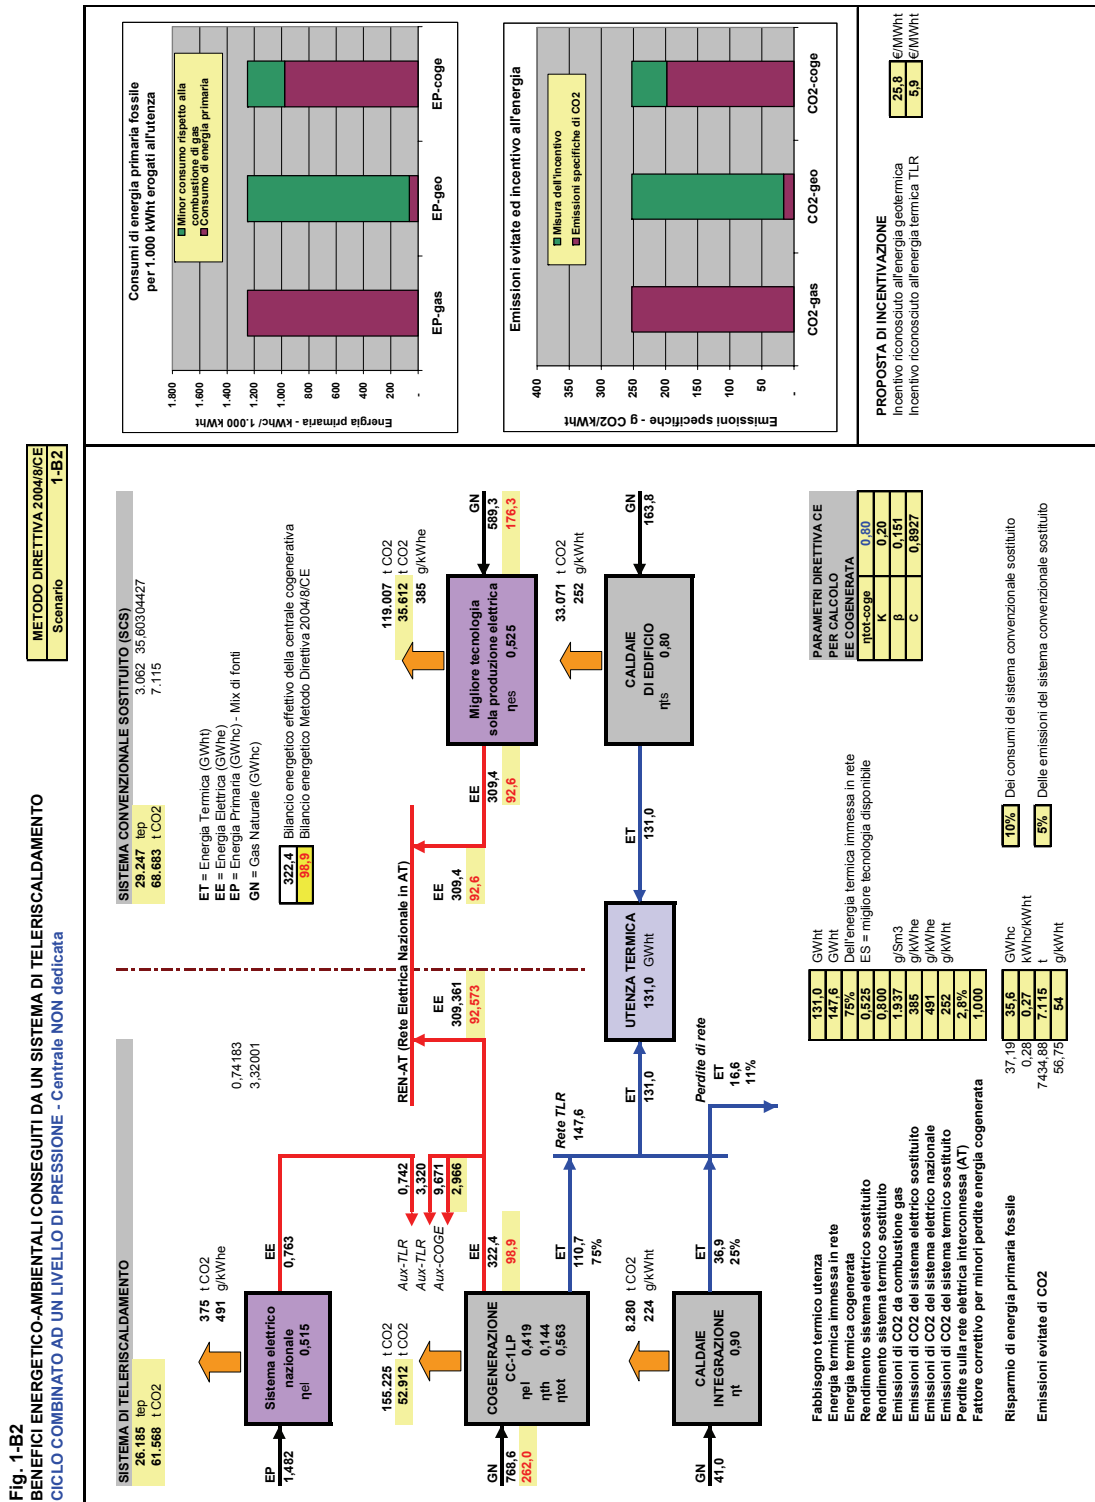 Fig. 1-B2
BENEFICI ENERGETICO-AMBIENTALI CONSEGUITI DA UN SISTEMA DI TELERISCALDAMENTO
CICLO COMBINATO AD UN LIVELLO DI PRESSIONE - Centrale NON dedicata
METODO DIRETTIVA 2004/8/CE
Scenario 1-B2
SISTEMA DI TELERISCALDAMENTO
26.185 tep
61.568 t CO2
SISTEMA CONVENZIONALE SOSTITUITO (SCS)
29.247 tep 3.062 35,60304427
68.683 t CO2 7.115
0,74183
3,32001
ET = Energia Termica (GWht)
EE = Energia Elettrica (GWhe)
EP = Energia Primaria (GWhc) - Mix di fonti
GN = Gas Naturale (GWhc)
322,4 Bilancio energetico effettivo della centrale cogenerativa
98,9 Bilancio energetico Metodo Direttiva 2004/8/CE
375 t CO2
491 g/kWhe
EP
1,482
Sistema elettrico
nazionale
ηel 0,515
EE
0,763
REN-AT (Rete Elettrica Nazionale in AT)
Aux-TLR 0,742
Aux-TLR 3,320
Aux-COGE 9,671
2,966
155.225 t CO2
52.912 t CO2
GN
768,6
262,0
COGENERAZIONE
CC-1LP
ηel 0,419
ηth 0,144
ηtot 0,563
EE
322,4
98,9
EE
309,361
92,573
EE
309,4
92,6
EE
309,4
92,6
119.007 t CO2
35.612 t CO2
385 g/kWhe
Migliore tecnologia
sola produzione elettrica
ηes 0,525
GN
589,3
176,3
ET
110,7
75%
Rete TLR
147,6
8.280 t CO2
224 g/kWht
GN
41,0
CALDAIE
INTEGRAZIONE
ηt 0,90
ET
36,9
25%
ET
131,0
Perdite di rete
ET
16,6
11%
UTENZA TERMICA
131,0 GWht
ET
131,0
33.071 t CO2
252 g/kWht
CALDAIE
DI EDIFICIO
ηts 0,80
GN
163,8
Fabbisogno termico utenza 131,0 GWht
Energia termica immessa in rete 147,6 GWht
Energia termica cogenerata 75% Dell'energia termica immessa in rete
Rendimento sistema elettrico sostituito 0,525 ES = migliore tecnologia disponibile
Rendimento sistema termico sostituito 0,800
Emissioni di CO2 da combustione gas 1.937 g/Sm3
Emissioni di CO2 del sistema elettrico sostituito 385 g/kWhe
Emissioni di CO2 del sistema elettrico nazionale 491 g/kWhe
Emissioni di CO2 del sistema termico sostituito 252 g/kWht
Perdite sulla rete elettrica interconnessa (AT) 2,8%
Fattore correttivo per minori perdite energia cogenerata 1,000
Risparmio di energia primaria fossile 37,19 35,6 GWhc 10% Dei consumi del sistema convenzionale sostituito
0,28 0,27 kWhc/kWht
Emissioni evitate di CO2 7434,88 7.115 t 5% Delle emissioni del sistema convenzionale sostituito
56,75 54 g/kWht
PARAMETRI DIRETTIVA CE
PER CALCOLO
EE COGENERATA
ηtot-coge 0,80
K 0,20
β 0,151
C 0,8927
Consumi di energia primaria fossile
per 1.000 kWht erogati all'utenza
Minor consumo rispetto alla
combustione di gas
Consumo di energia primaria
Energia primaria - kWhc/ 1.000 kWht
1.800
1.600
1.400
1.200
1.000
800
600
400
200
-
EP-gas
EP-geo
EP-coge
Emissioni evitate ed incentivo all'energia
Misura dell'incentivo
Emissioni specifiche di CO2
Emissioni specifiche - g CO2/kWht
400
350
300
250
200
150
100
50
-
CO2-gas
CO2-geo
CO2-coge
PROPOSTA DI INCENTIVAZIONE
Incentivo riconosciuto all'energia geotermica 25,8 €/MWht
Incentivo riconosciuto all'energia termica TLR 5,9 €/MWht